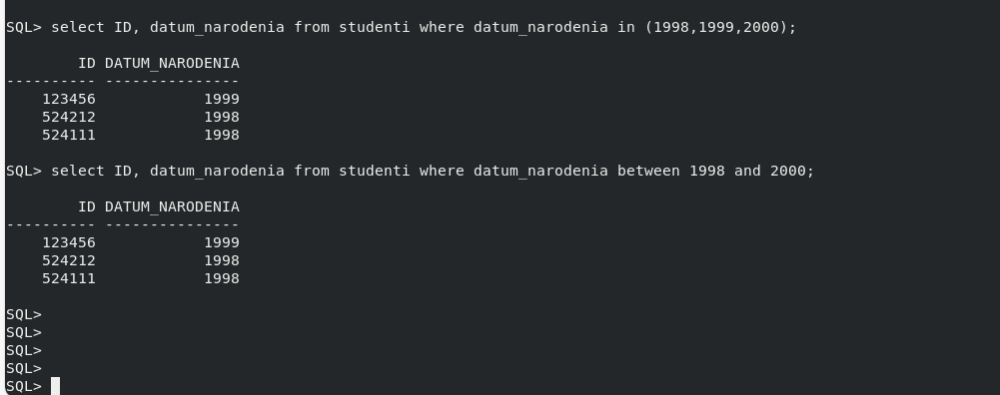 SQL> select ID, datum_narodenia from studenti where datum_narodenia in (1998,1999,2000);
        ID DATUM_NARODENIA
---------- ---------------
    123456            1999
    524212            1998
    524111            1998
SQL> select ID, datum_narodenia from studenti where datum_narodenia between 1998 and 2000;
        ID DATUM_NARODENIA
---------- ---------------
    123456            1999
    524212            1998
    524111            1998
SQL>
SQL>
SQL>
SQL>
SQL>